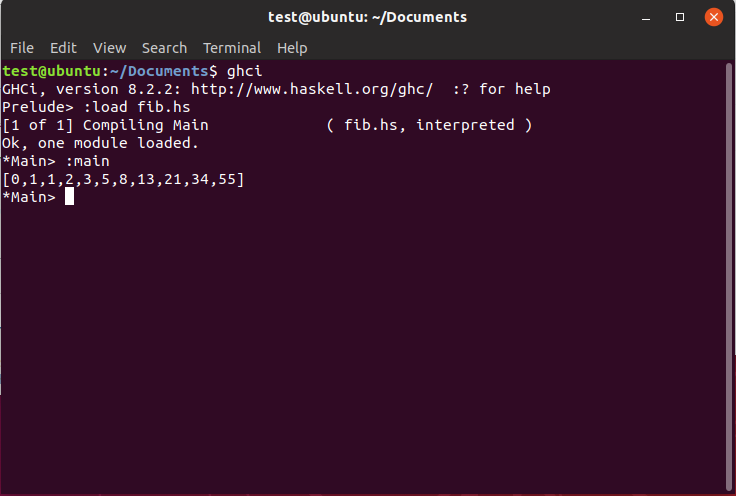 test@ubuntu: ~/Documents
File Edit View Search Terminal Help
test@ubuntu:~/Documents$ ghci
GHCi, version 8.2.2: http://www.haskell.org/ghc/  :? for help
Prelude> :load fib.hs
[1 of 1] Compiling Main             ( fib.hs, interpreted )
Ok, one module loaded.
*Main> :main
[0,1,1,2,3,5,8,13,21,34,55]
*Main>